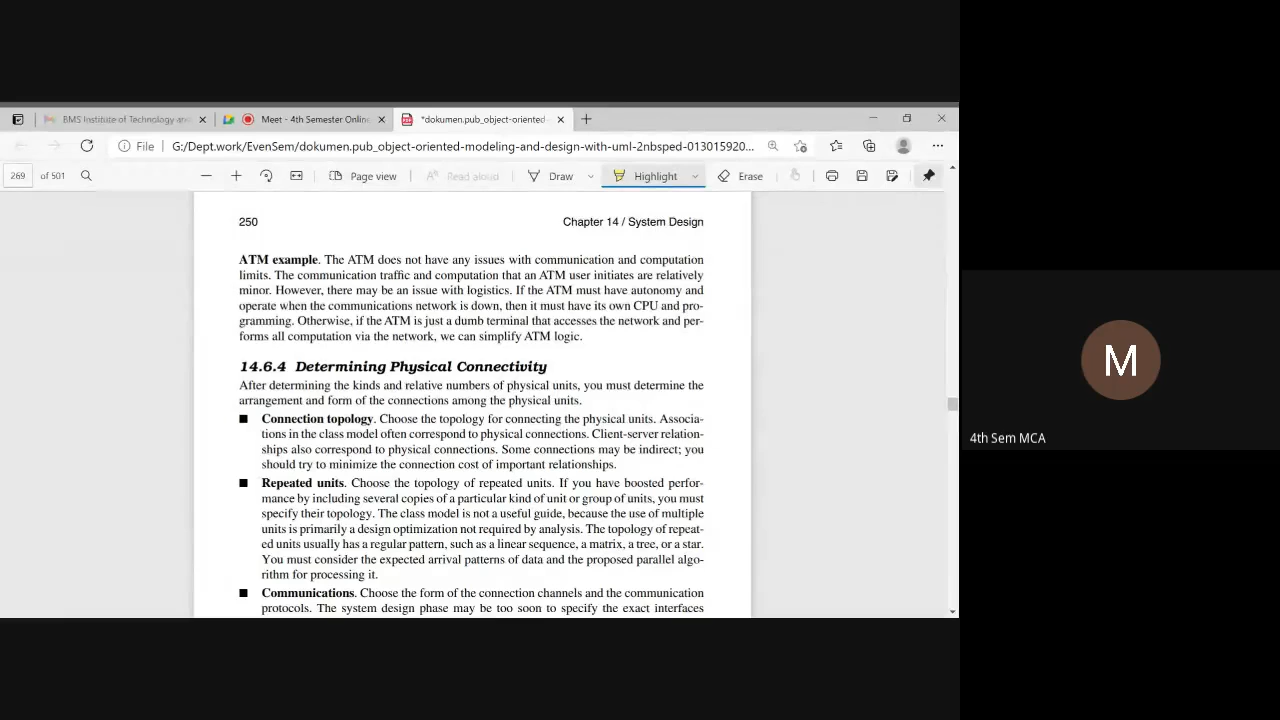 BMS Institute of Technology and
Meet - 4th Semester Online
*dokumen.pub_object-oriented-
File
G:/Dept.work/EvenSem/dokumen.pub_object-oriented-modeling-and-design-with-uml-2nbsped-013015920...
269 of 501
Page view
Read aloud
Draw
Highlight
Erase
250
Chapter 14 / System Design
ATM example. The ATM does not have any issues with communication and computation
limits. The communication traffic and computation that an ATM user initiates are relatively
minor. However, there may be an issue with logistics. If the ATM must have autonomy and
operate when the communications network is down, then it must have its own CPU and pro-
gramming. Otherwise, if the ATM is just a dumb terminal that accesses the network and per-
forms all computation via the network, we can simplify ATM logic.
14.6.4 Determining Physical Connectivity
After determining the kinds and relative numbers of physical units, you must determine the
arrangement and form of the connections among the physical units.
■ Connection topology. Choose the topology for connecting the physical units. Associa-
tions in the class model often correspond to physical connections. Client-server relation-
ships also correspond to physical connections. Some connections may be indirect; you
should try to minimize the connection cost of important relationships.
■ Repeated units. Choose the topology of repeated units. If you have boosted perfor-
mance by including several copies of a particular kind of unit or group of units, you must
specify their topology. The class model is not a useful guide, because the use of multiple
units is primarily a design optimization not required by analysis. The topology of repeat-
ed units usually has a regular pattern, such as a linear sequence, a matrix, a tree, or a star.
You must consider the expected arrival patterns of data and the proposed parallel algo-
rithm for processing it.
■ Communications. Choose the form of the connection channels and the communication
protocols. The system design phase may be too soon to specify the exact interfaces
M
4th Sem MCA